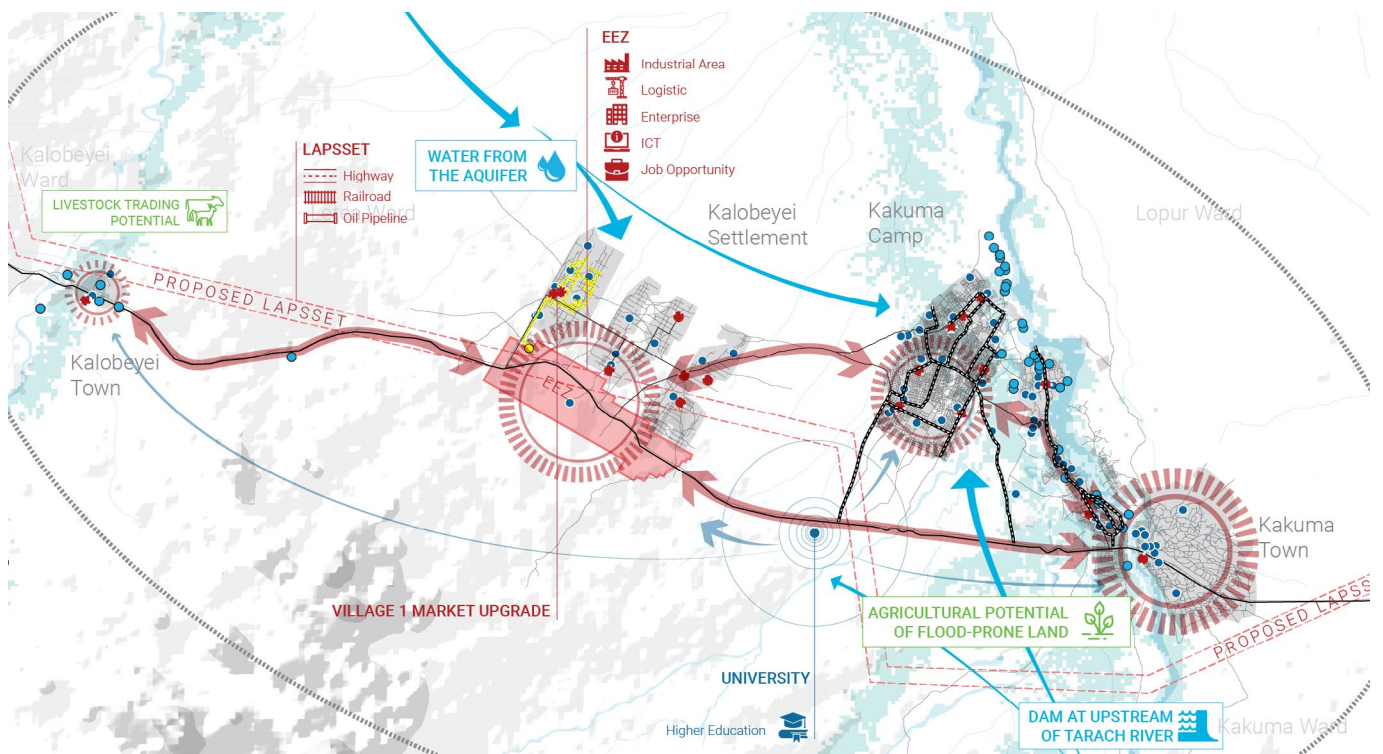 EEZ
Industrial Area
Logistic
Enterprise
ICT
Job Opportunity
LAPSSET
Highway
Railroad
Oil Pipeline
WATER FROM
THE AQUIFER
Kalobeyei
Ward
LIVESTOCK TRADING
POTENTIAL
Ward
Kalobeyei
Settlement
Kakuma
Camp
Lopur Ward
PROPOSED LAPSSET
Kalobeyei
Town
EEZ
Kakuma
Town
VILLAGE 1 MARKET UPGRADE
AGRICULTURAL POTENTIAL
OF FLOOD-PRONE LAND
PROPOSED LAPSS
UNIVERSITY
Higher Education
DAM AT UPSTREAM
OF TARACH RIVER
Kakuma Ward